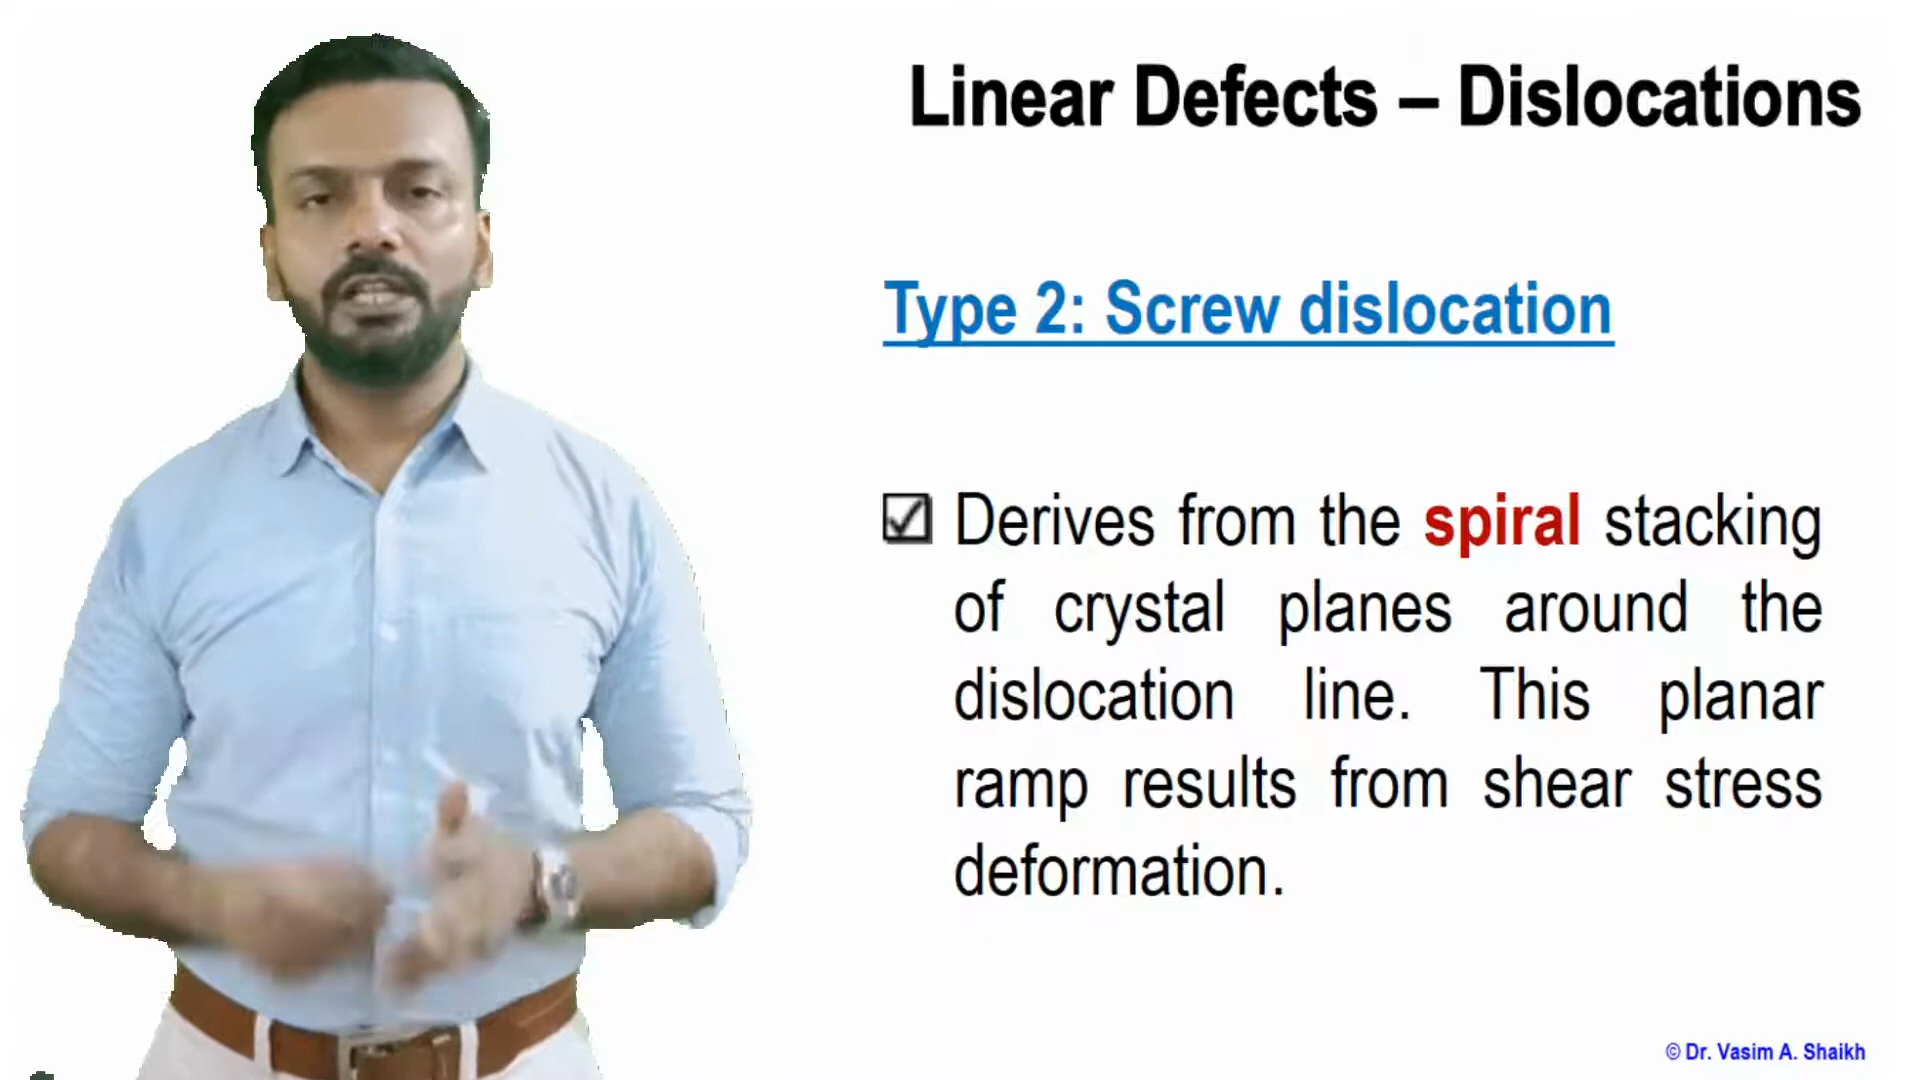 Linear Defects – Dislocations
Type 2: Screw dislocation
Derives from the spiral stacking
of crystal planes around the
dislocation line. This planar
ramp results from shear stress
deformation.
© Dr. Vasim A. Shaikh